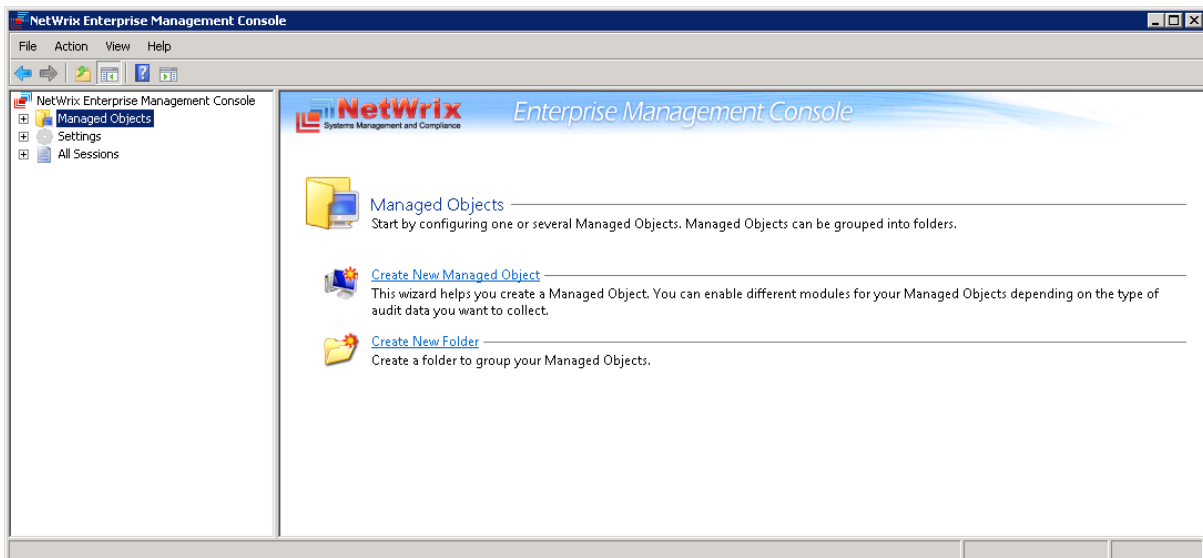 NetWrix Enterprise Management Console
File Action View Help
NetWrix Enterprise Management Console
Managed Objects
Settings
All Sessions
NetWrix
Systems Management and Compliance
Enterprise Management Console
Managed Objects
Start by configuring one or several Managed Objects. Managed Objects can be grouped into folders.
Create New Managed Object
This wizard helps you create a Managed Object. You can enable different modules for your Managed Objects depending on the type of
audit data you want to collect.
Create New Folder
Create a folder to group your Managed Objects.